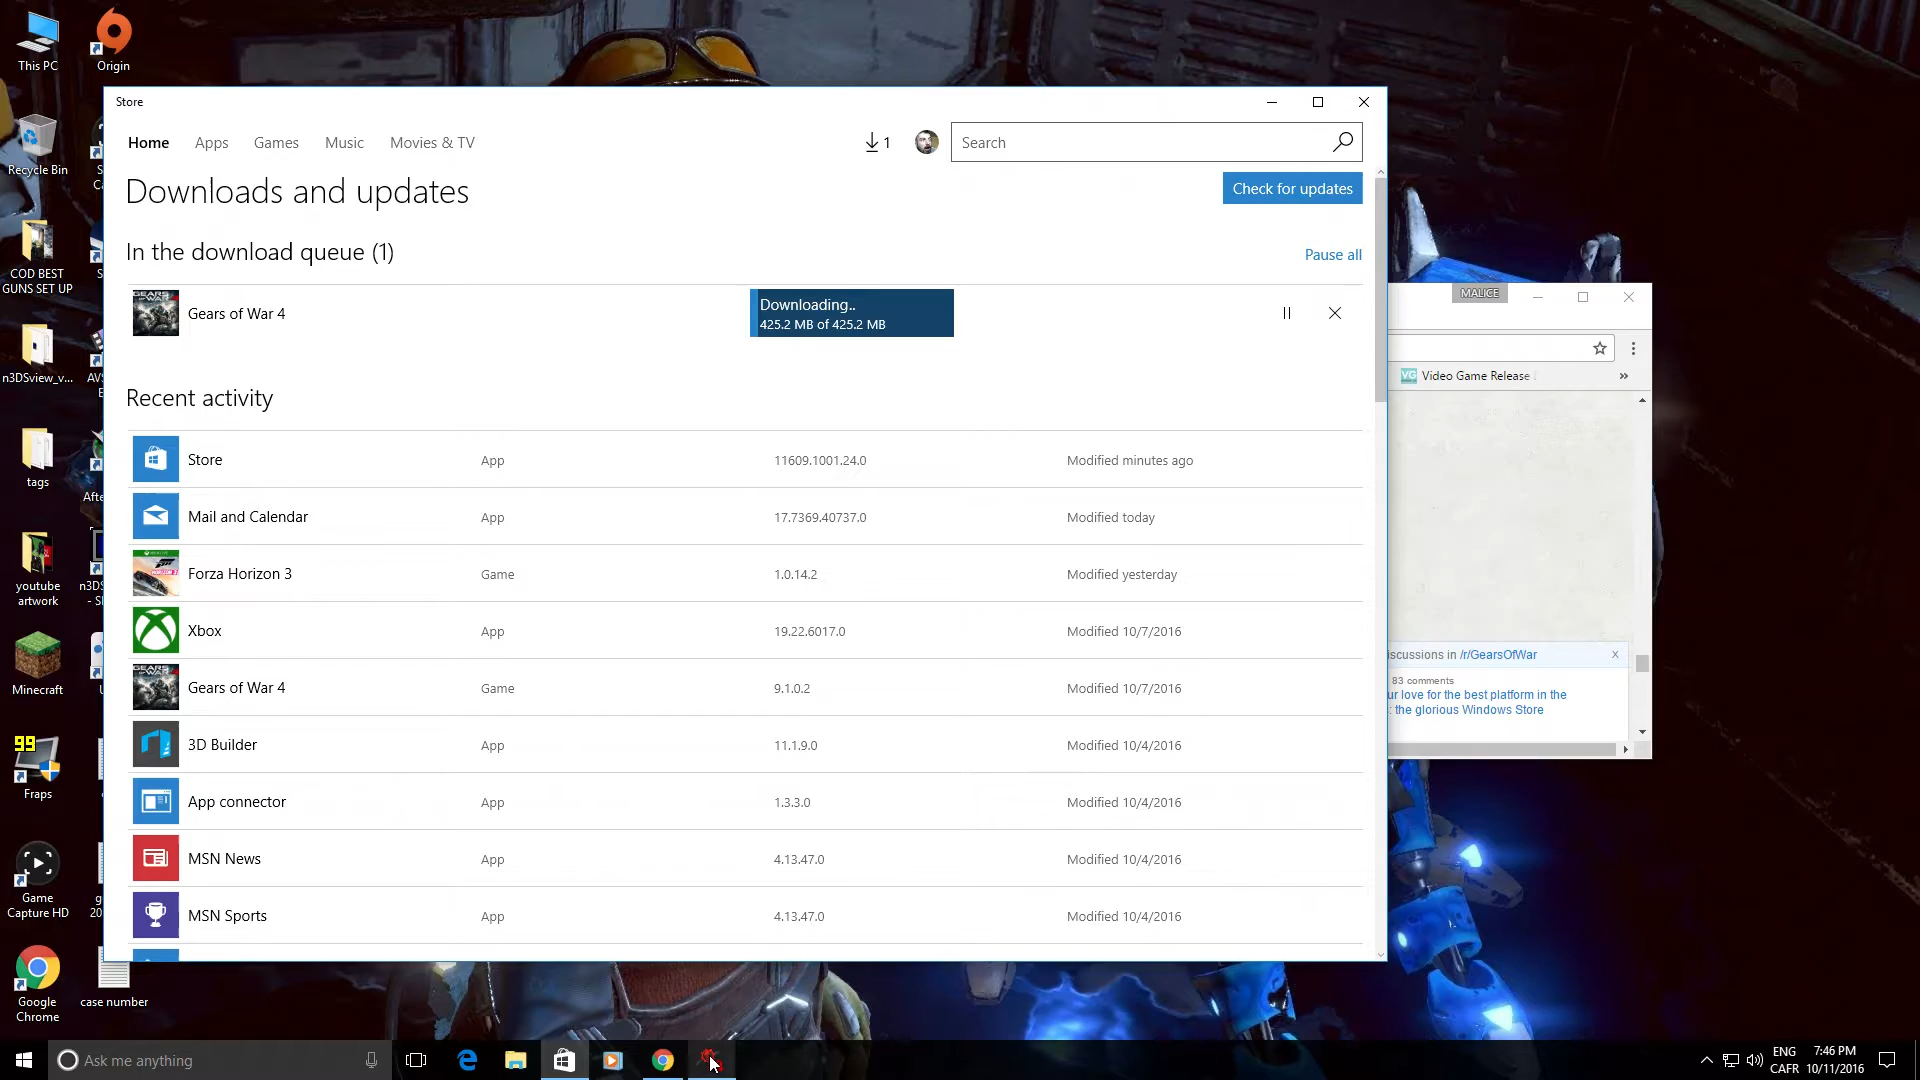 This PC
Origin
Recycle Bin
COD BEST
GUNS SET UP
n3DSview_v...
tags
youtube
artwork
Minecraft
99
Fraps
Game
Capture HD
Google
Chrome
case number
Store
Home
Apps
Games
Music
Movies & TV
1
Search
Downloads and updates
Check for updates
In the download queue (1)
Pause all
Gears of War 4
Downloading..
425.2 MB of 425.2 MB
Recent activity
Store App 11609.1001.24.0 Modified minutes ago
Mail and Calendar App 17.7369.40737.0 Modified today
Forza Horizon 3 Game 1.0.14.2 Modified yesterday
Xbox App 19.22.6017.0 Modified 10/7/2016
Gears of War 4 Game 9.1.0.2 Modified 10/7/2016
3D Builder App 11.1.9.0 Modified 10/4/2016
App connector App 1.3.3.0 Modified 10/4/2016
MSN News App 4.13.47.0 Modified 10/4/2016
MSN Sports App 4.13.47.0 Modified 10/4/2016
MALICE
VG Video Game Release
iscussions in /r/GearsOfWar x
83 comments
ur love for the best platform in the
: the glorious Windows Store
Ask me anything
ENG
CAFR
7:46 PM
10/11/2016